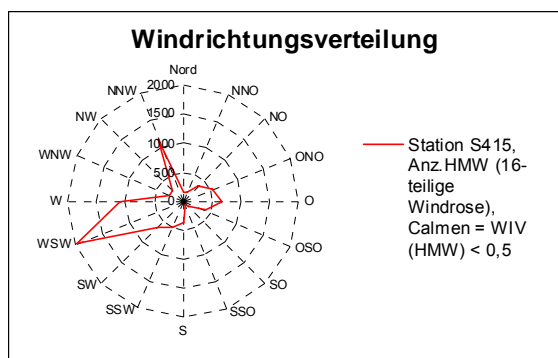 Windrichtungsverteilung
Nord
NNO
NO
ONO
O
OSO
SO
SSO
S
SSW
SW
WSW
W
WNW
NW
NNW
2000
1500
1000
500
0
Station S415,
Anz.HMW (16-
teilige
Windrose),
Calmen = WIV
(HMW) < 0,5